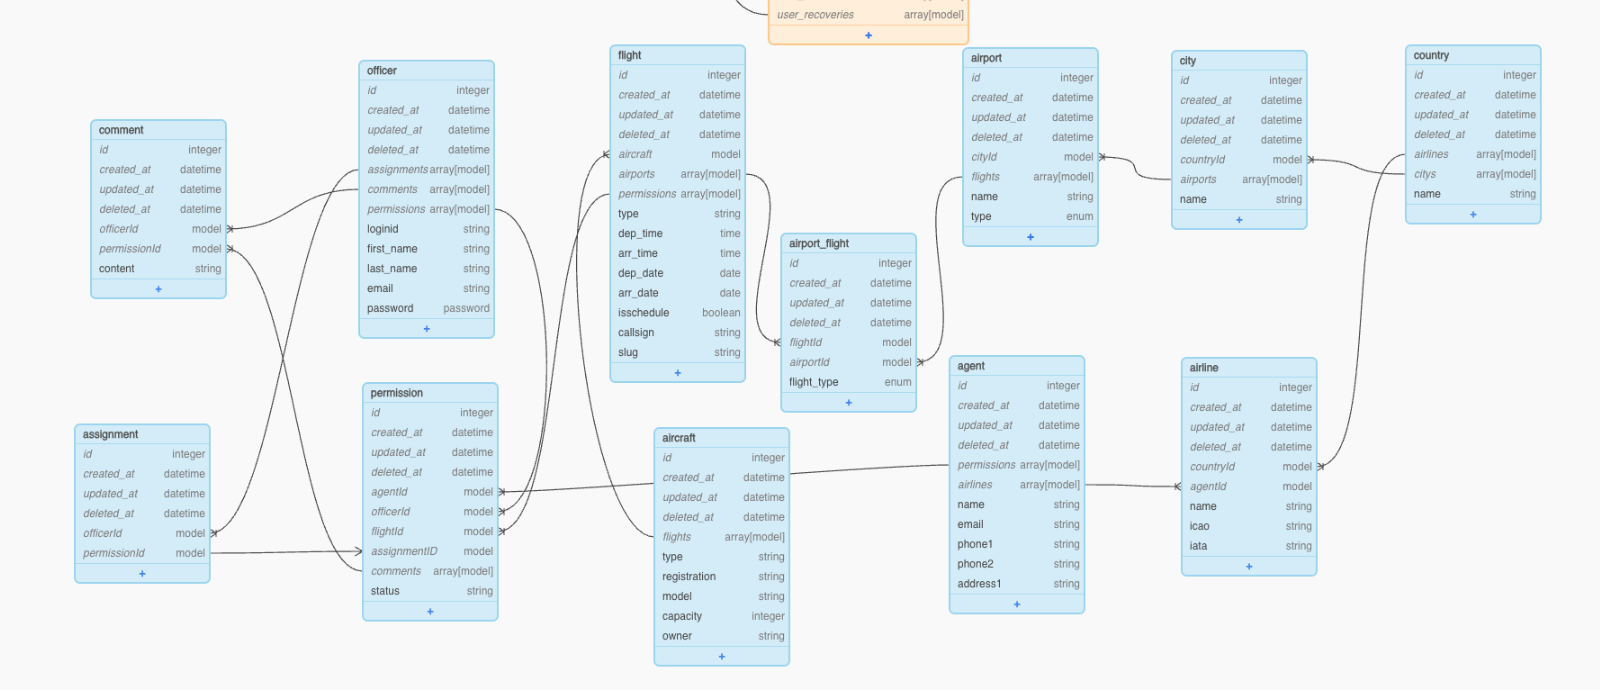 user_recoveries array[model]
+
comment
id integer
created_at datetime
updated_at datetime
deleted_at datetime
officerId model
permissionId model
content string
+
officer
id integer
created_at datetime
updated_at datetime
deleted_at datetime
assignments array[model]
comments array[model]
permissions array[model]
loginid string
first_name string
last_name string
email string
password password
+
flight
id integer
created_at datetime
updated_at datetime
deleted_at datetime
aircraft model
airports array[model]
permissions array[model]
type string
dep_time time
arr_time time
dep_date date
arr_date date
isschedule boolean
callsign string
slug string
+
airport
id integer
created_at datetime
updated_at datetime
deleted_at datetime
cityId model
flights array[model]
name string
type enum
+
city
id integer
created_at datetime
updated_at datetime
deleted_at datetime
countryId model
airports array[model]
name string
+
country
id integer
created_at datetime
updated_at datetime
deleted_at datetime
airlines array[model]
citys array[model]
name string
+
airport_flight
id integer
created_at datetime
updated_at datetime
deleted_at datetime
flightId model
airportId model
flight_type enum
+
assignment
id integer
created_at datetime
updated_at datetime
deleted_at datetime
officerId model
permissionId model
+
permission
id integer
created_at datetime
updated_at datetime
deleted_at datetime
agentId model
officerId model
flightId model
assignmentID model
comments array[model]
status string
+
aircraft
id integer
created_at datetime
updated_at datetime
deleted_at datetime
flights array[model]
type string
registration string
model string
capacity integer
owner string
+
agent
id integer
created_at datetime
updated_at datetime
deleted_at datetime
permissions array[model]
airlines array[model]
name string
email string
phone1 string
phone2 string
address1 string
+
airline
id integer
created_at datetime
updated_at datetime
deleted_at datetime
countryId model
agentId model
name string
icao string
iata string
+